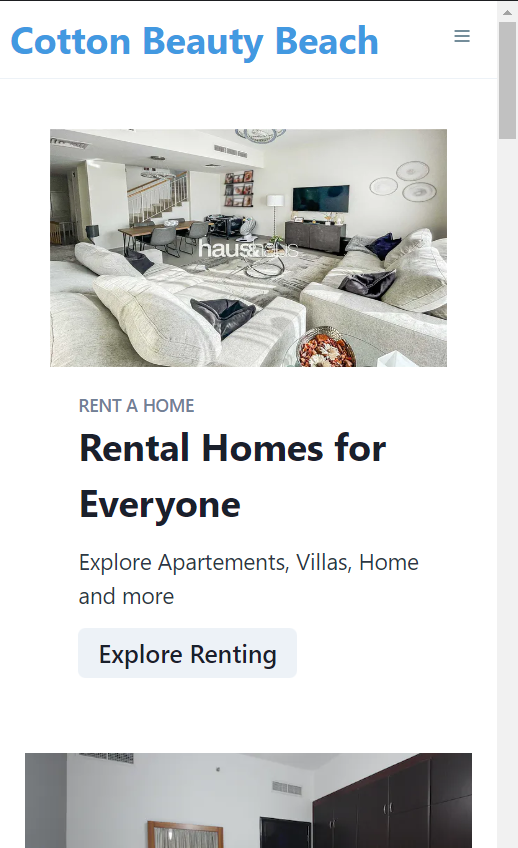 Cotton Beauty Beach
haus&haus
RENT A HOME
Rental Homes for
Everyone
Explore Apartements, Villas, Home
and more
Explore Renting